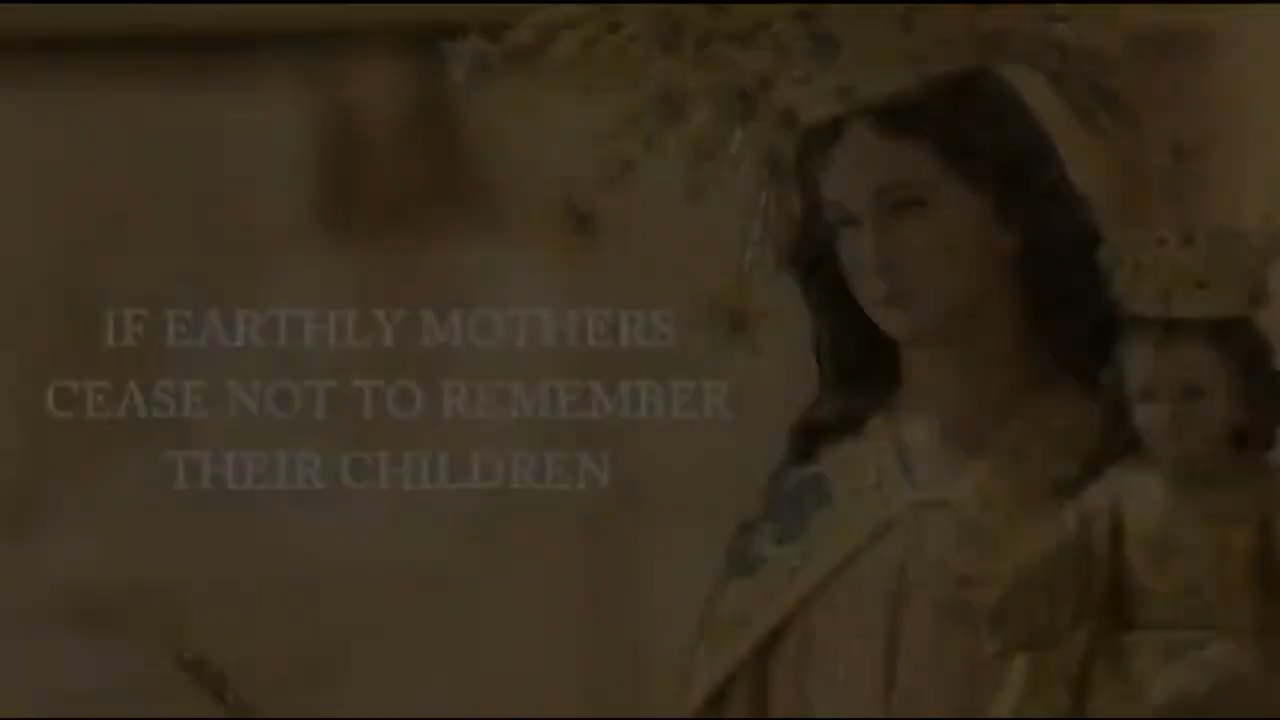 IF EARTHLY MOTHERS
CEASE NOT TO REMEMBER
THEIR CHILDREN